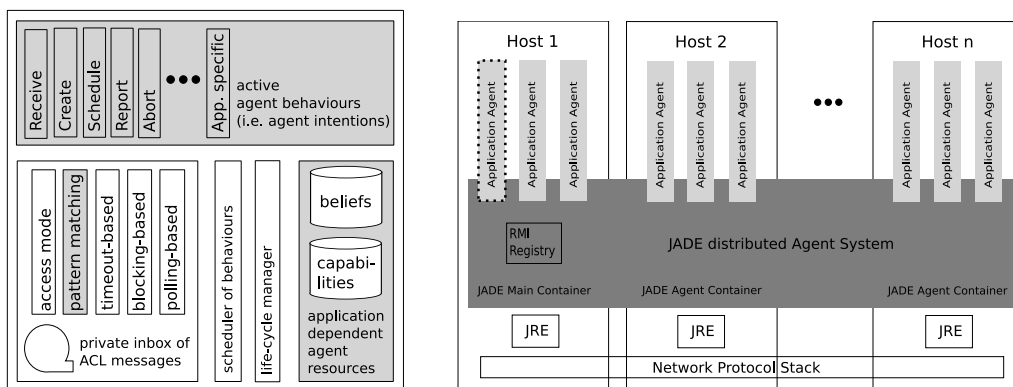 Receive
Create
Schedule
Report
Abort
App. specific
active
agent behaviours
(i.e. agent intentions)
access mode
pattern matching
timeout-based
blocking-based
polling-based
private inbox of
ACL messages
scheduler of behaviours
life-cycle manager
beliefs
capabi-
lities
application
dependent
agent
resources
Host 1
Host 2
Host n
Application Agent
Application Agent
Application Agent
Application Agent
Application Agent
Application Agent
Application Agent
Application Agent
Application Agent
RMI
Registry
JADE distributed Agent System
JADE Main Container
JADE Agent Container
JADE Agent Container
JRE
JRE
JRE
Network Protocol Stack